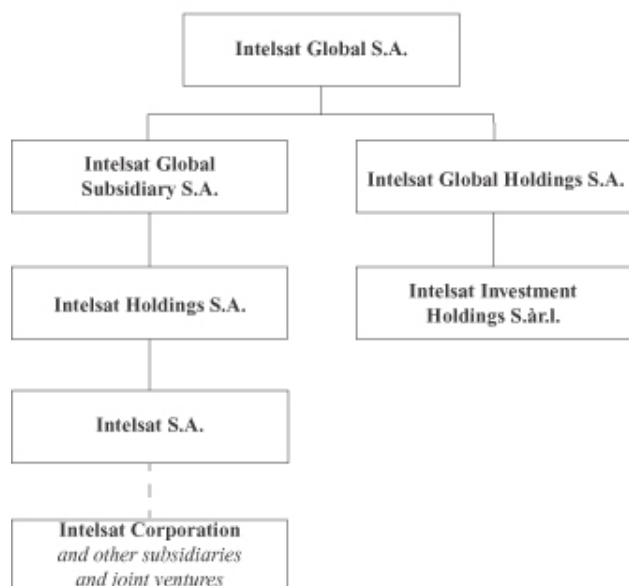 Intelsat Global S.A.
Intelsat Global
Subsidiary S.A.
Intelsat Global Holdings S.A.
Intelsat Holdings S.A.
Intelsat Investment
Holdings S.àr.l.
Intelsat S.A.
Intelsat Corporation
and other subsidiaries
and joint ventures